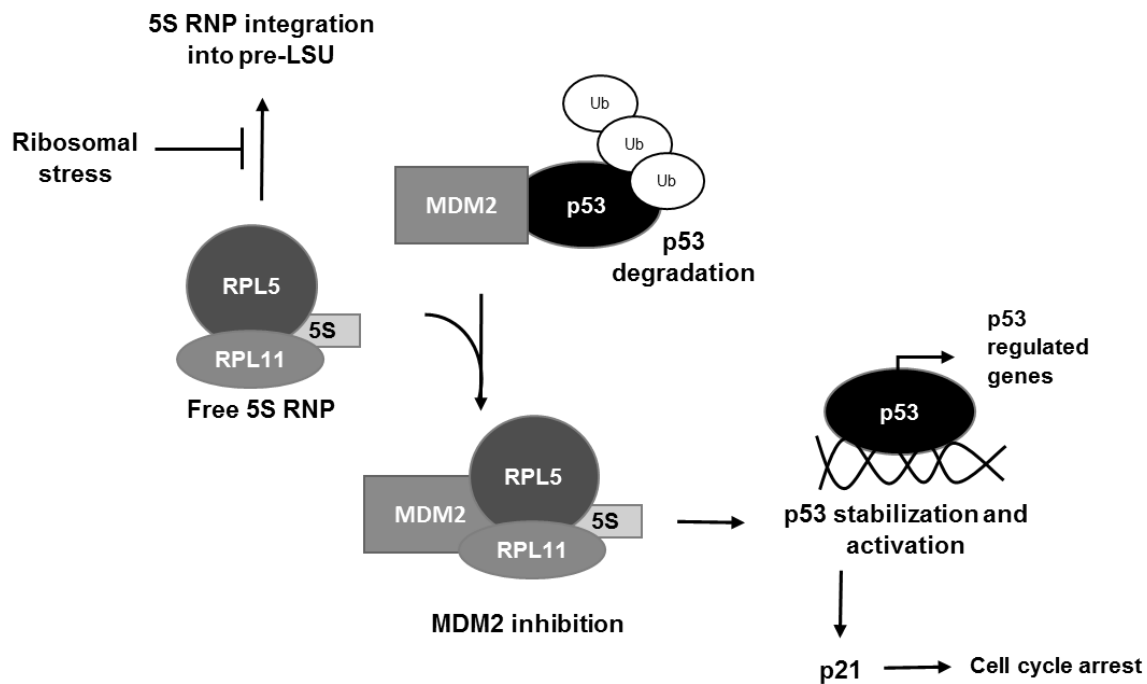 5S RNP integration
into pre-LSU
Ribosomal
stress
Ub
Ub
Ub
MDM2
p53
p53
degradation
RPL5
5S
RPL11
Free 5S RNP
p53
regulated
genes
p53
RPL5
MDM2
5S
RPL11
p53 stabilization and
activation
MDM2 inhibition
p21
Cell cycle arrest